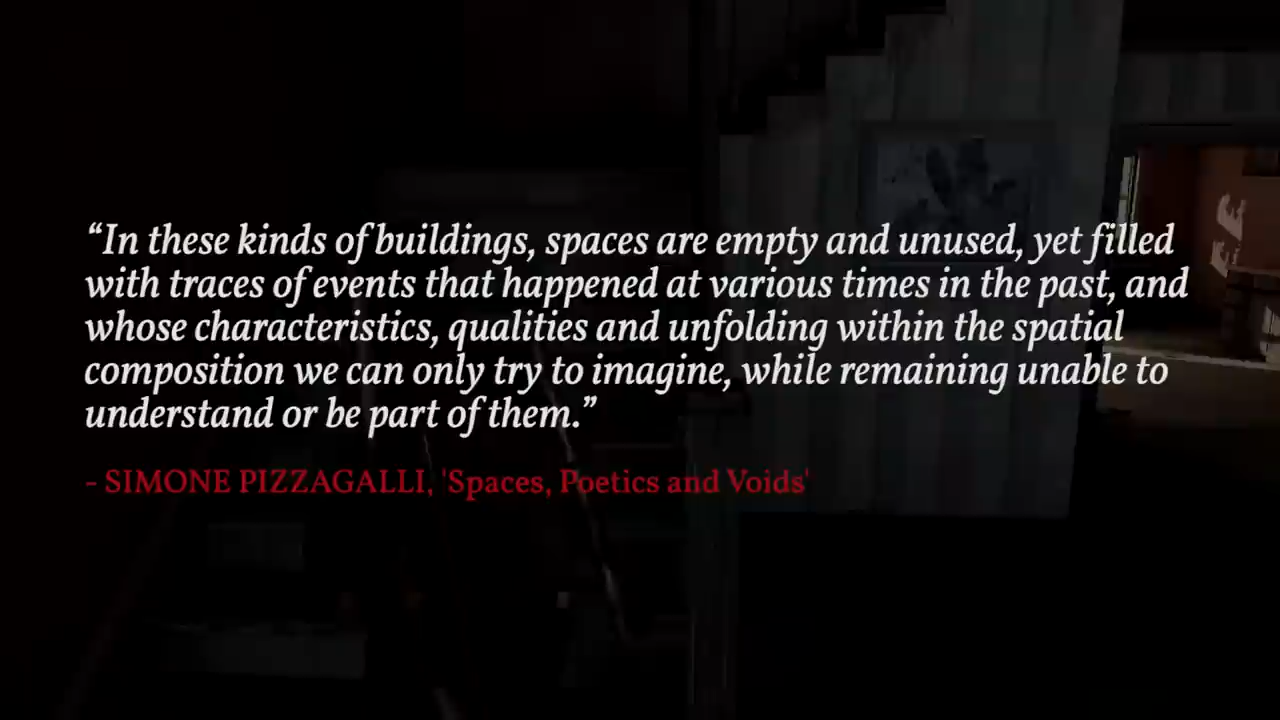 “In these kinds of buildings, spaces are empty and unused, yet filled
with traces of events that happened at various times in the past, and
whose characteristics, qualities and unfolding within the spatial
composition we can only try to imagine, while remaining unable to
understand or be part of them.”
- SIMONE PIZZAGALLI, 'Spaces, Poetics and Voids'